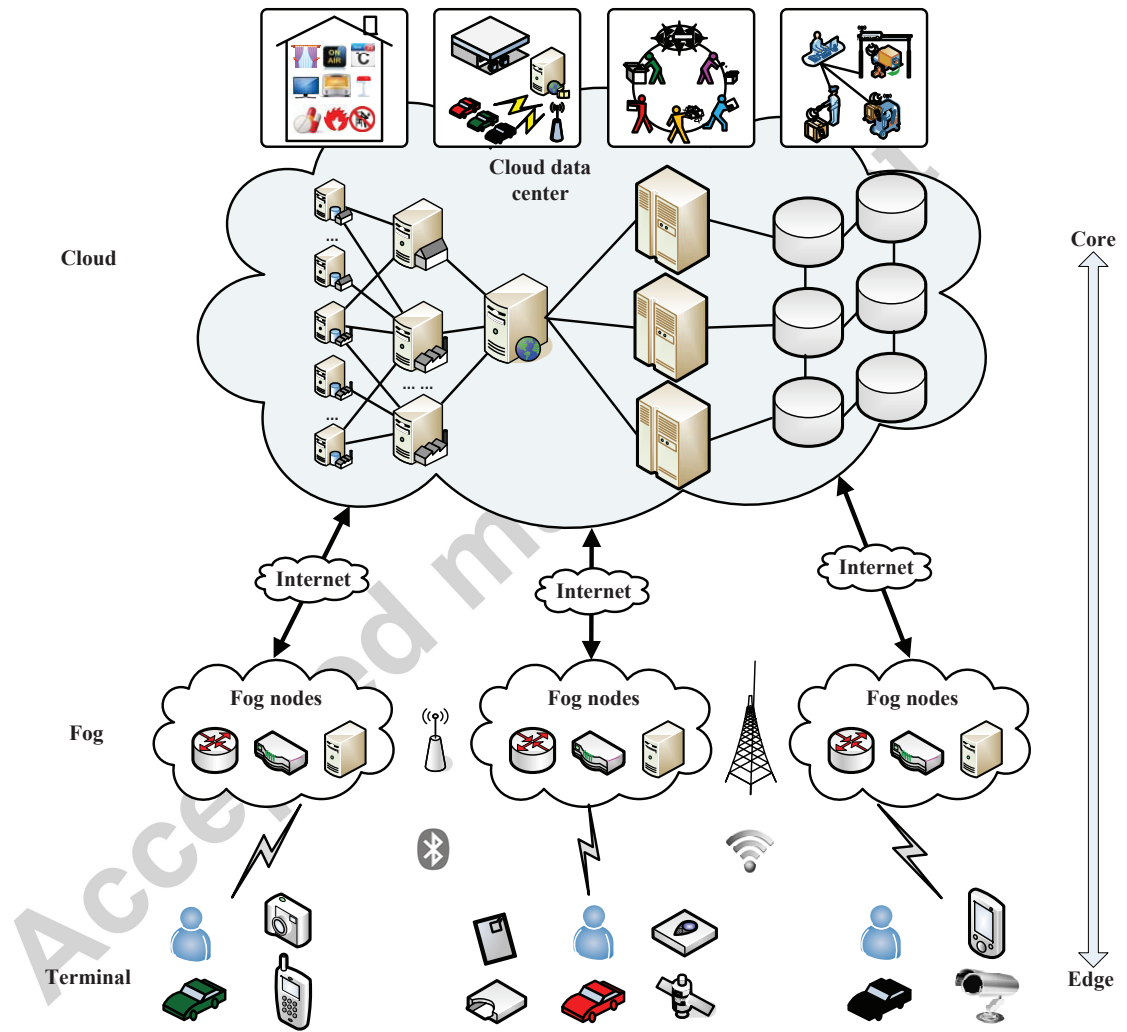 ON
AIR
°C
Cloud data
center
Cloud
Core
...
...
... ...
...
Internet
Internet
Internet
Fog nodes
Fog nodes
Fog nodes
Fog
Terminal
Edge
Accepted m